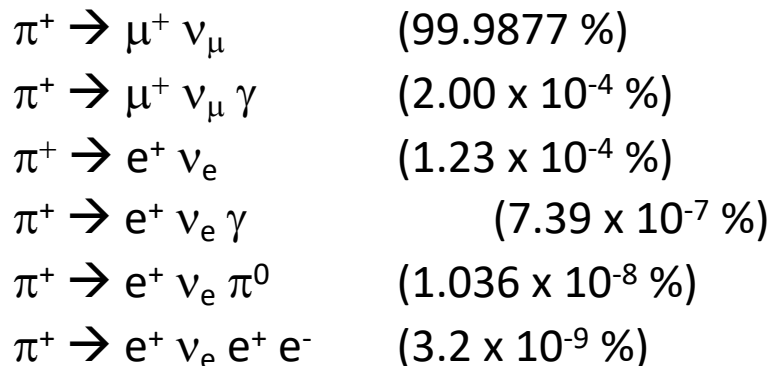 π⁺ → μ⁺ ν_μ (99.9877 %)
π⁺ → μ⁺ ν_μ γ (2.00 x 10⁻⁴ %)
π⁺ → e⁺ ν_e (1.23 x 10⁻⁴ %)
π⁺ → e⁺ ν_e γ (7.39 x 10⁻⁷ %)
π⁺ → e⁺ ν_e π⁰ (1.036 x 10⁻⁸ %)
π⁺ → e⁺ ν_e e⁺ e⁻ (3.2 x 10⁻⁹ %)